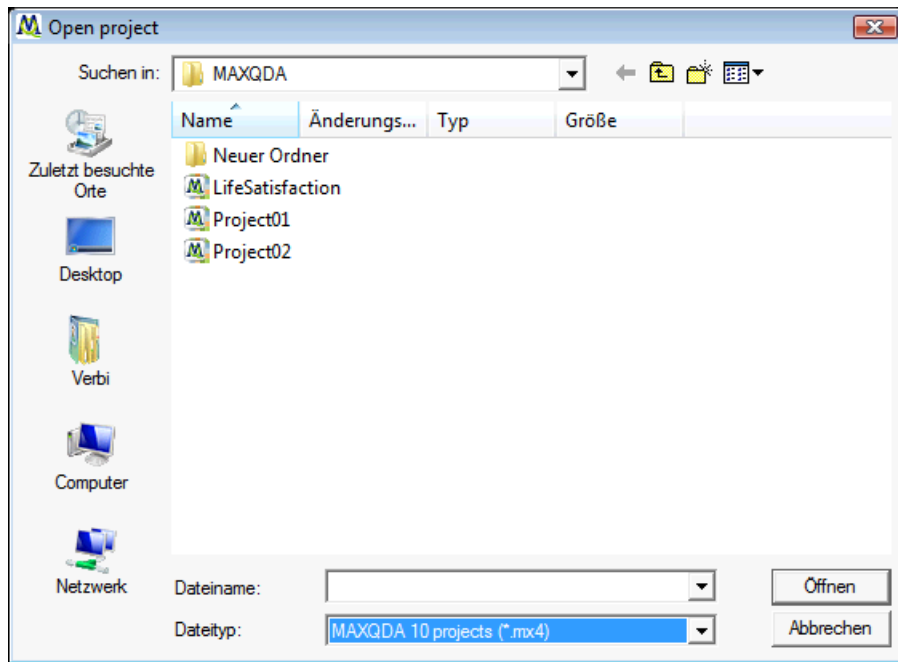 Open project
Suchen in: MAXQDA
Name Änderungs... Typ Größe
Neuer Ordner
LifeSatisfaction
Project01
Project02
Zuletzt besuchte
Orte
Desktop
Verbi
Computer
Netzwerk
Dateiname: Öffnen
Dateityp: MAXQDA 10 projects (*.mx4) Abbrechen